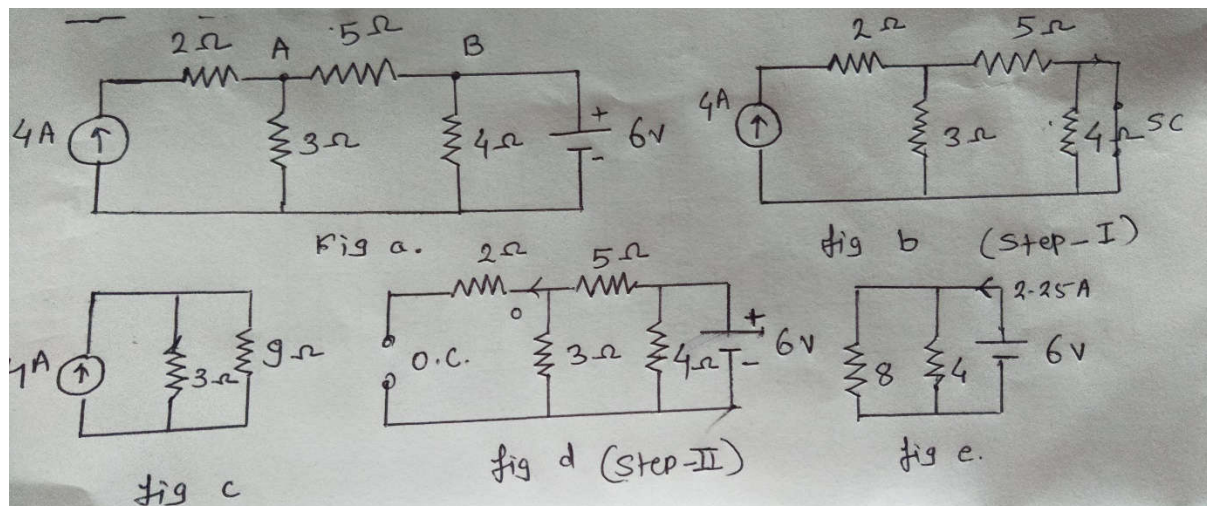 2Ω A 5Ω B
4A 3Ω 4Ω + 6v
-
Fig a.
2Ω 5Ω
4A 3Ω 4Ω SC
fig b (Step-I)
4A 3Ω 9Ω
fig c
2Ω 5Ω
o
O.C. 3Ω 4Ω + 6v
-
fig d (Step-II)
2.25A
8 4 6v
fig e.